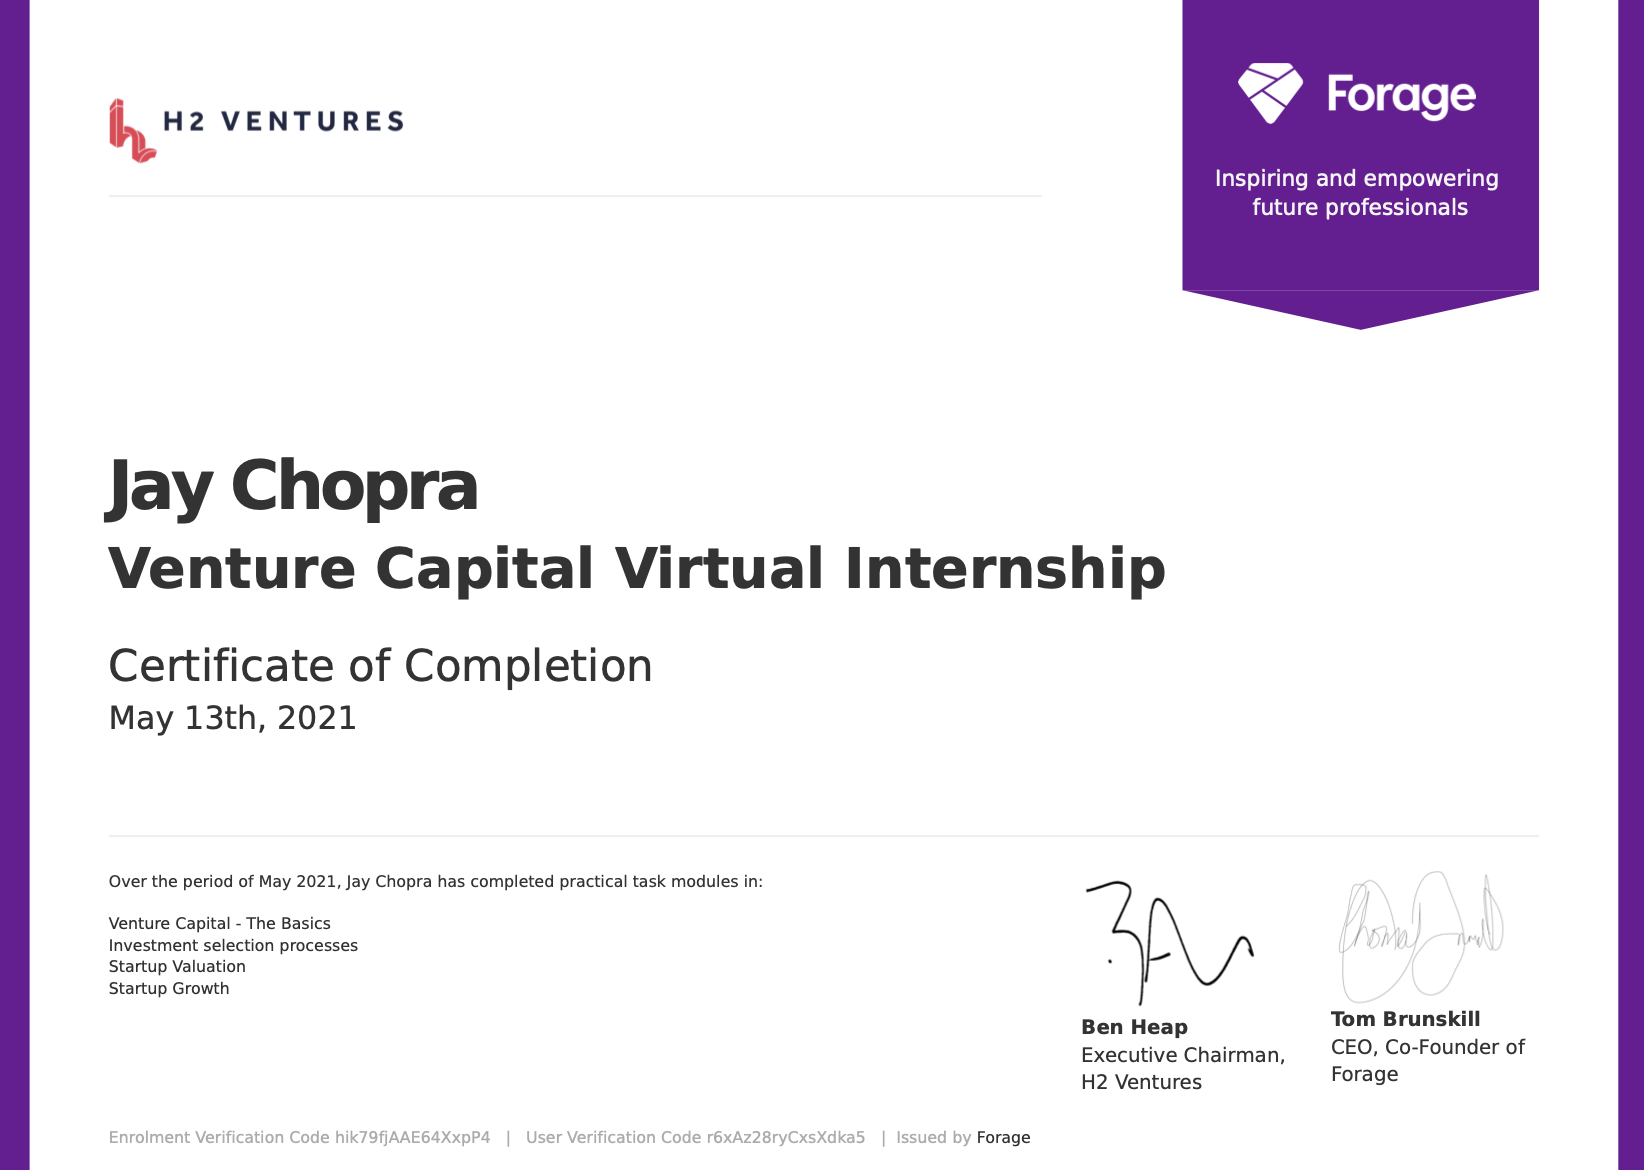 H2 VENTURES
Forage
Inspiring and empowering
future professionals
Jay Chopra
Venture Capital Virtual Internship
Certificate of Completion
May 13th, 2021
Over the period of May 2021, Jay Chopra has completed practical task modules in:
Venture Capital - The Basics
Investment selection processes
Startup Valuation
Startup Growth
Ben Heap
Executive Chairman,
H2 Ventures
Tom Brunskill
CEO, Co-Founder of
Forage
Enrolment Verification Code hik79fjAAE64XxpP4 | User Verification Code r6xAz28ryCxsXdka5 | Issued by Forage